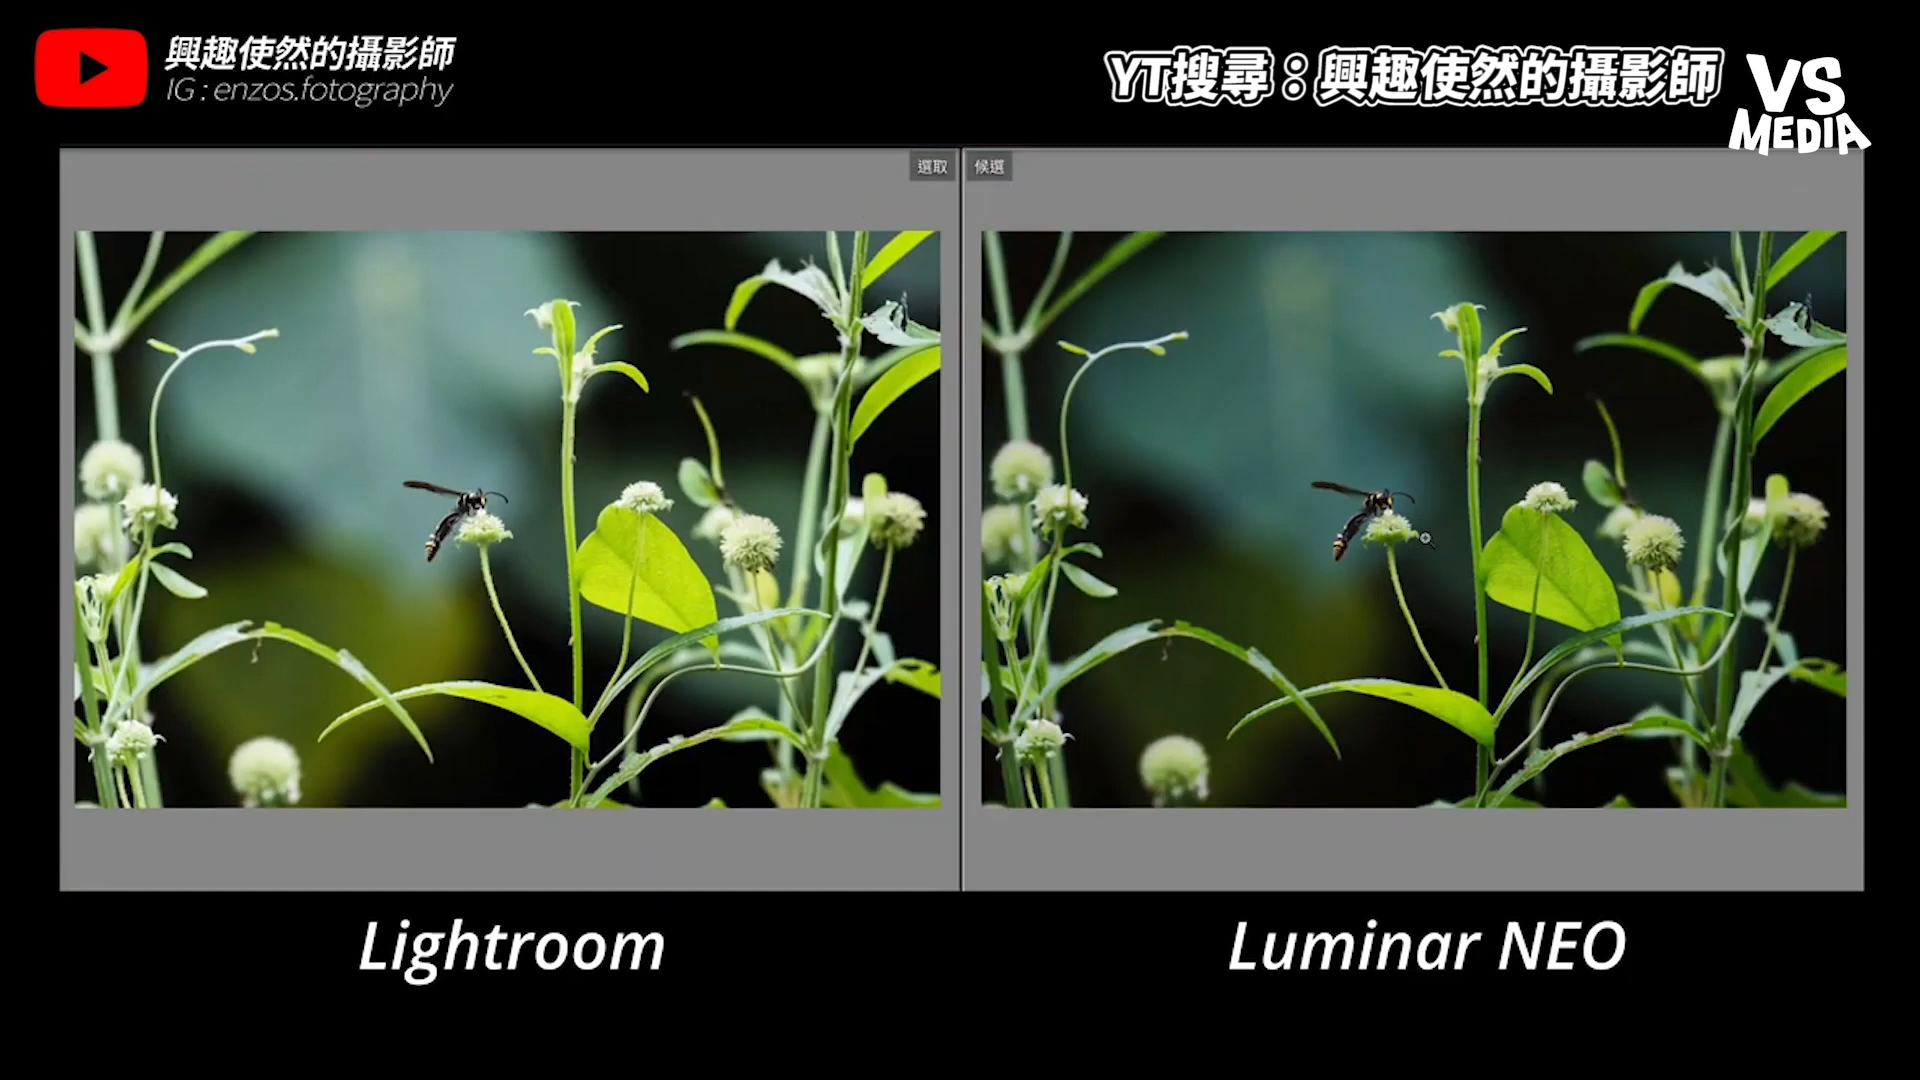 興趣使然的攝影師
IG : enzos.fotography
YT搜尋：興趣使然的攝影師
VS
MEDIA
選取
候選
Lightroom
Luminar NEO